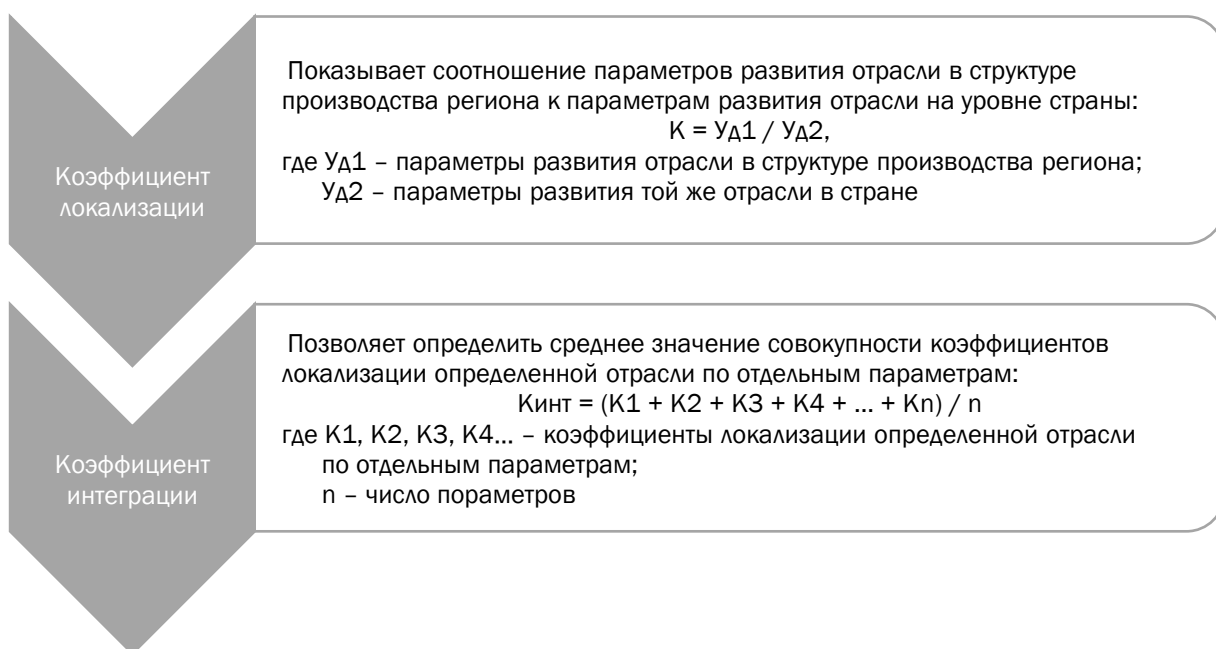 Коэффициент
локализации
Показывает соотношение параметров развития отрасли в структуре
производства региона к параметрам развития отрасли на уровне страны:
К = Уд1 / Уд2,
где Уд1 – параметры развития отрасли в структуре производства региона;
Уд2 – параметры развития той же отрасли в стране
Коэффициент
интеграции
Позволяет определить среднее значение совокупности коэффициентов
локализации определенной отрасли по отдельным параметрам:
Кинт = (К1 + К2 + К3 + К4 + ... + Кn) / n
где К1, К2, К3, К4... – коэффициенты локализации определенной отрасли
по отдельным параметрам;
n – число пораметров